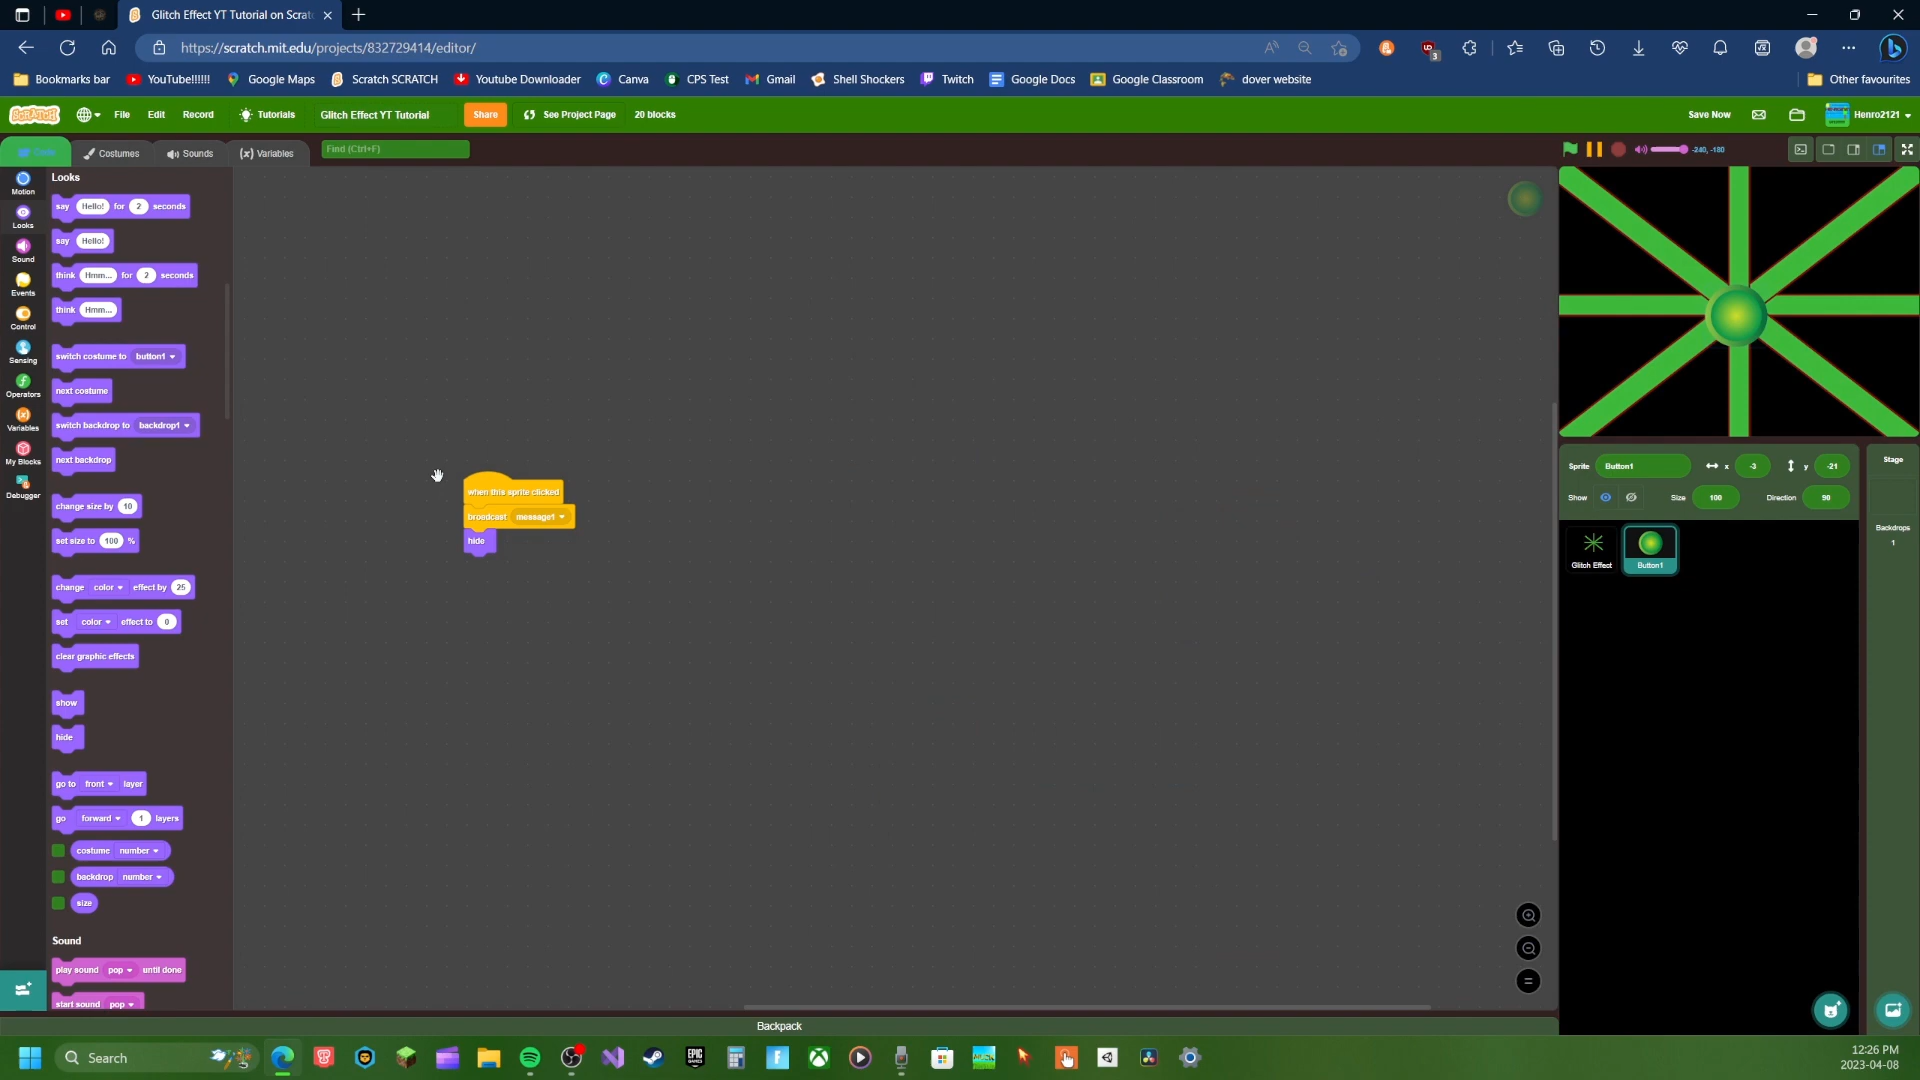 Glitch Effect YT Tutorial on Scratc
https://scratch.mit.edu/projects/832729414/editor/
3
Bookmarks bar YouTube!!!!!! Google Maps Scratch SCRATCH Youtube Downloader Canva CPS Test Gmail Shell Shockers Twitch Google Docs Google Classroom dover website Other favourites
SCRATCH File Edit Record Tutorials Glitch Effect YT Tutorial Share See Project Page 20 blocks Save Now Henro2121
Code Costumes Sounds (x) Variables Find (Ctrl+F) -240, -180
Motion
Looks
Sound
Events
Control
Sensing
Operators
Variables
My Blocks
Debugger
Looks
say Hello! for 2 seconds
say Hello!
think Hmm... for 2 seconds
think Hmm...
switch costume to button1
next costume
switch backdrop to backdrop1
next backdrop
change size by 10
set size to 100 %
change color effect by 25
set color effect to 0
clear graphic effects
show
hide
go to front layer
go forward 1 layers
costume number
backdrop number
size
Sound
play sound pop until done
start sound pop
when this sprite clicked
broadcast message1
hide
Sprite Button1 x -3 y -21
Show Size 100 Direction 90
Glitch Effect
Button1
Stage
Backdrops
1
Backpack
Search
EPIC GAMES
12:26 PM
2023-04-08